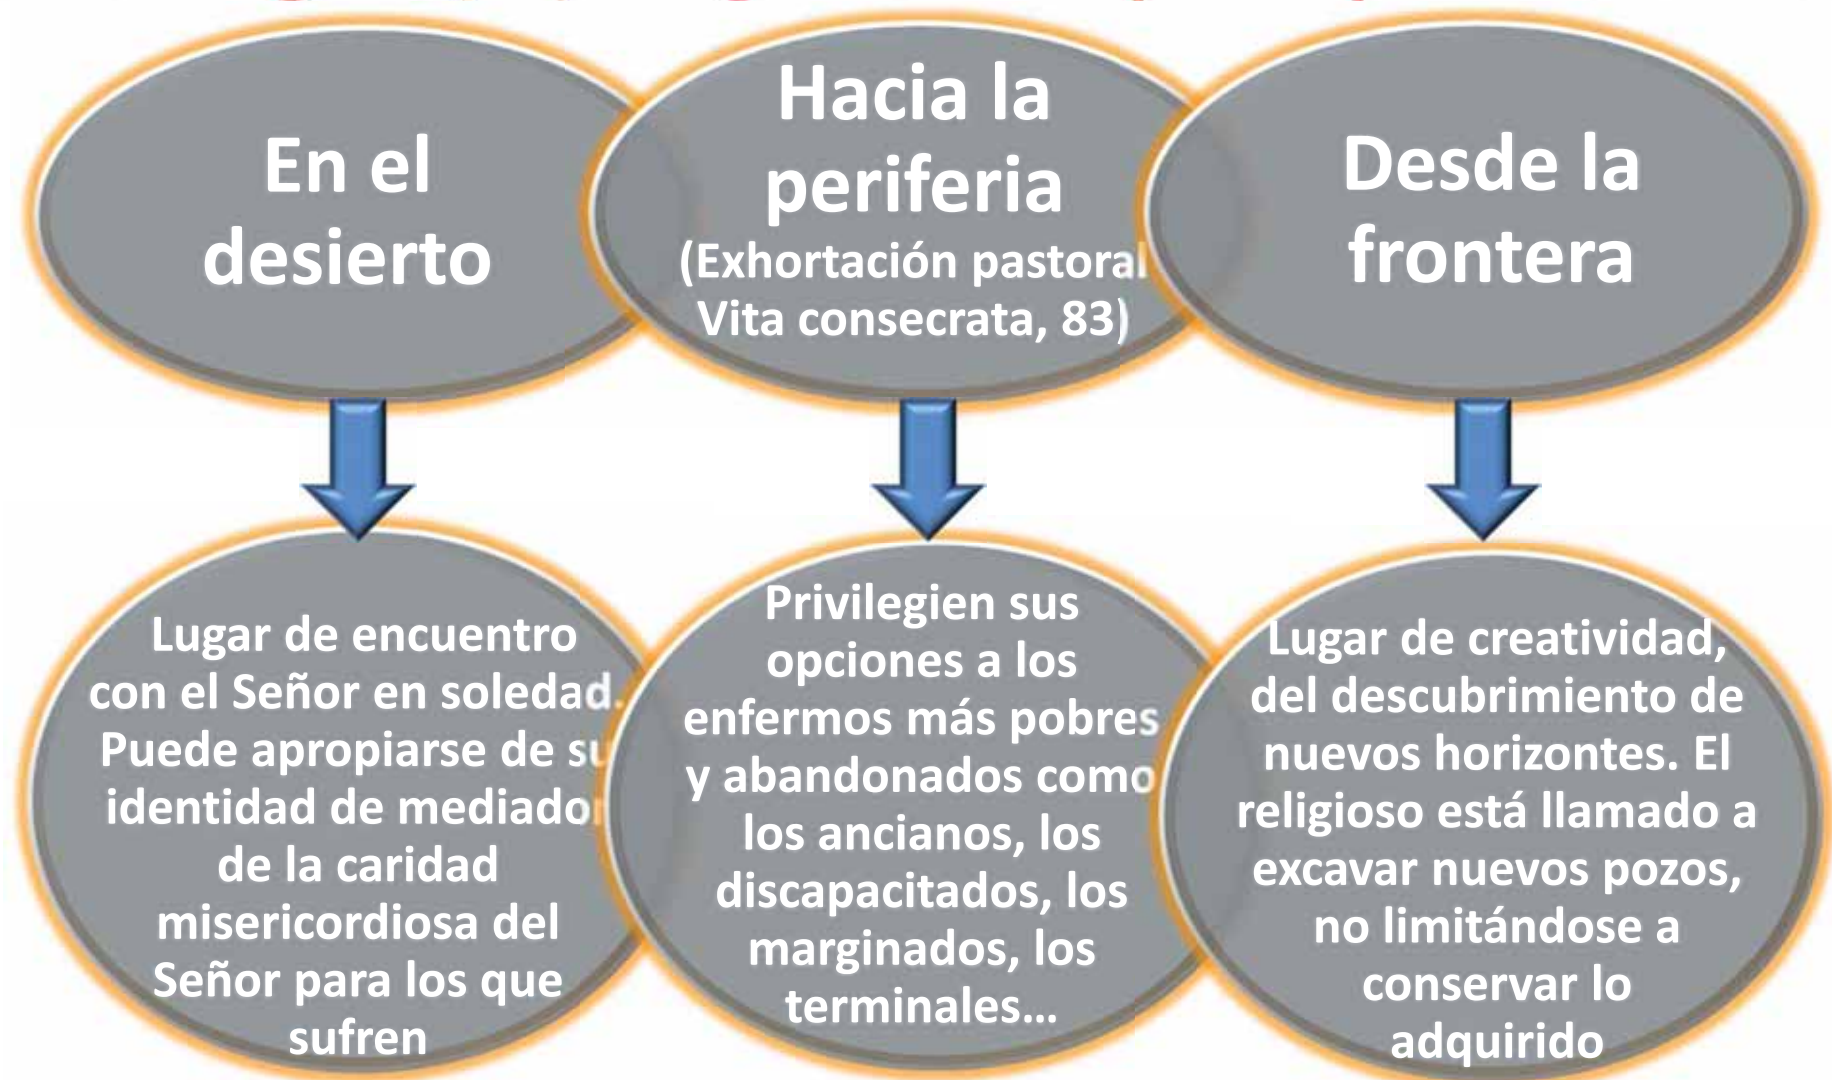 En el
desierto
Hacia la
periferia
(Exhortación pastoral
Vita consecrata, 83)
Desde la
frontera
Lugar de encuentro
con el Señor en soledad.
Puede apropiarse de su
identidad de mediador
de la caridad
misericordiosa del
Señor para los que
sufren
Privilegien sus
opciones a los
enfermos más pobres
y abandonados como
los ancianos, los
discapacitados, los
marginados, los
terminales...
Lugar de creatividad,
del descubrimiento de
nuevos horizontes. El
religioso está llamado a
excavar nuevos pozos,
no limitándose a
conservar lo
adquirido